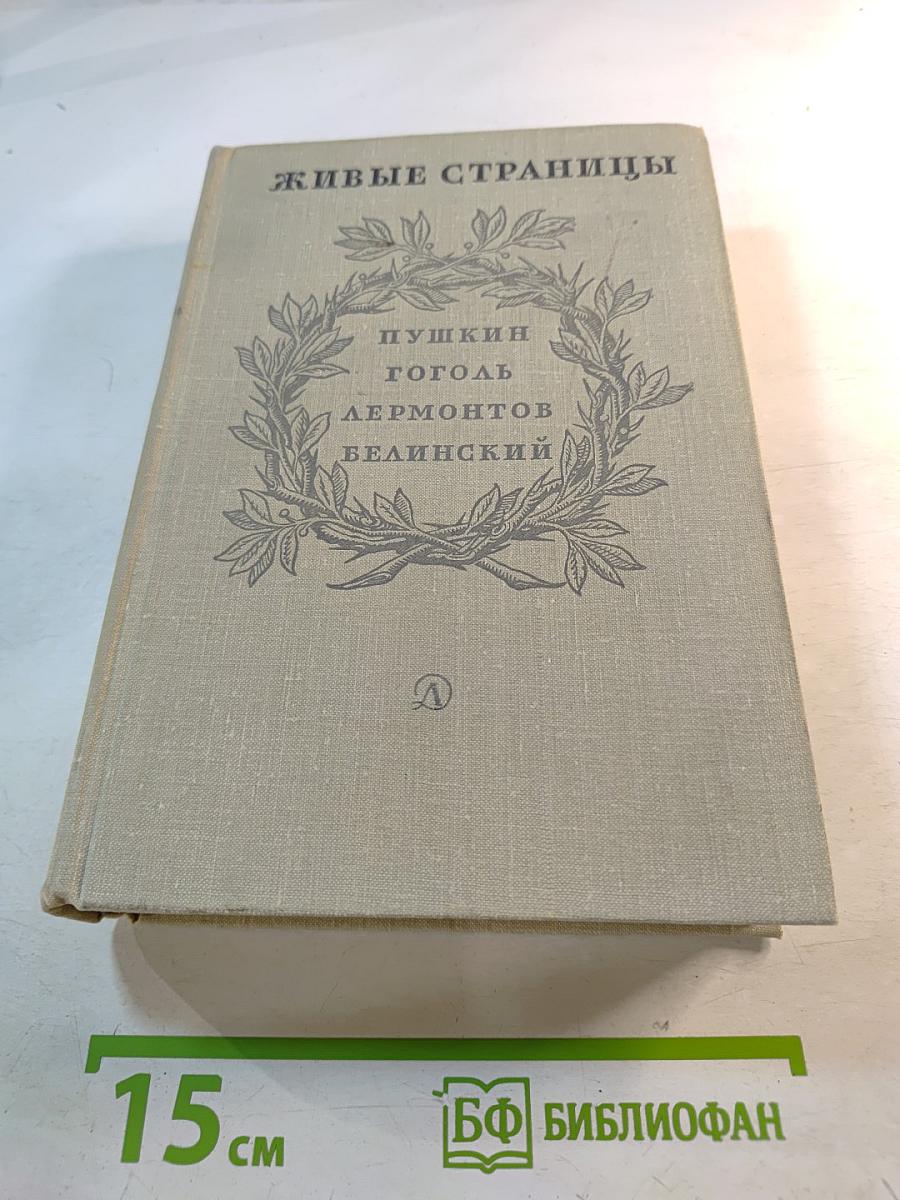 ЖИВЫЕ СТРАНИЦЫ
ПУШКИН
ГОГОЛЬ
ЛЕРМОНТОВ
БЕЛИНСКИЙ
Д
15 см
БФ БИБЛИОФАН